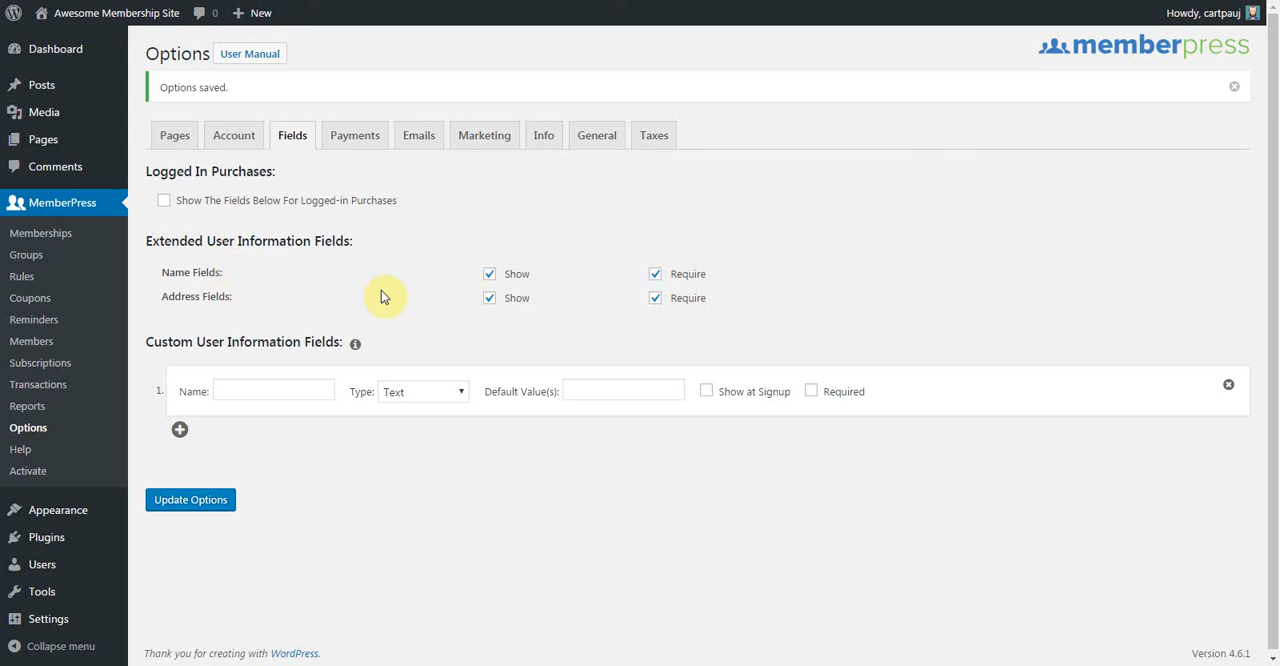 Awesome Membership Site 0 New Howdy, cartpauj
Dashboard
Posts
Media
Pages
Comments
MemberPress
Memberships
Groups
Rules
Coupons
Reminders
Members
Subscriptions
Transactions
Reports
Options
Help
Activate
Appearance
Plugins
Users
Tools
Settings
Collapse menu
Options User Manual memberpress
Options saved.
Pages Account Fields Payments Emails Marketing Info General Taxes
Logged In Purchases:
Show The Fields Below For Logged-in Purchases
Extended User Information Fields:
Name Fields: Show Require
Address Fields: Show Require
Custom User Information Fields:
1. Name: Type: Text Default Value(s): Show at Signup Required
Update Options
Thank you for creating with WordPress. Version 4.6.1